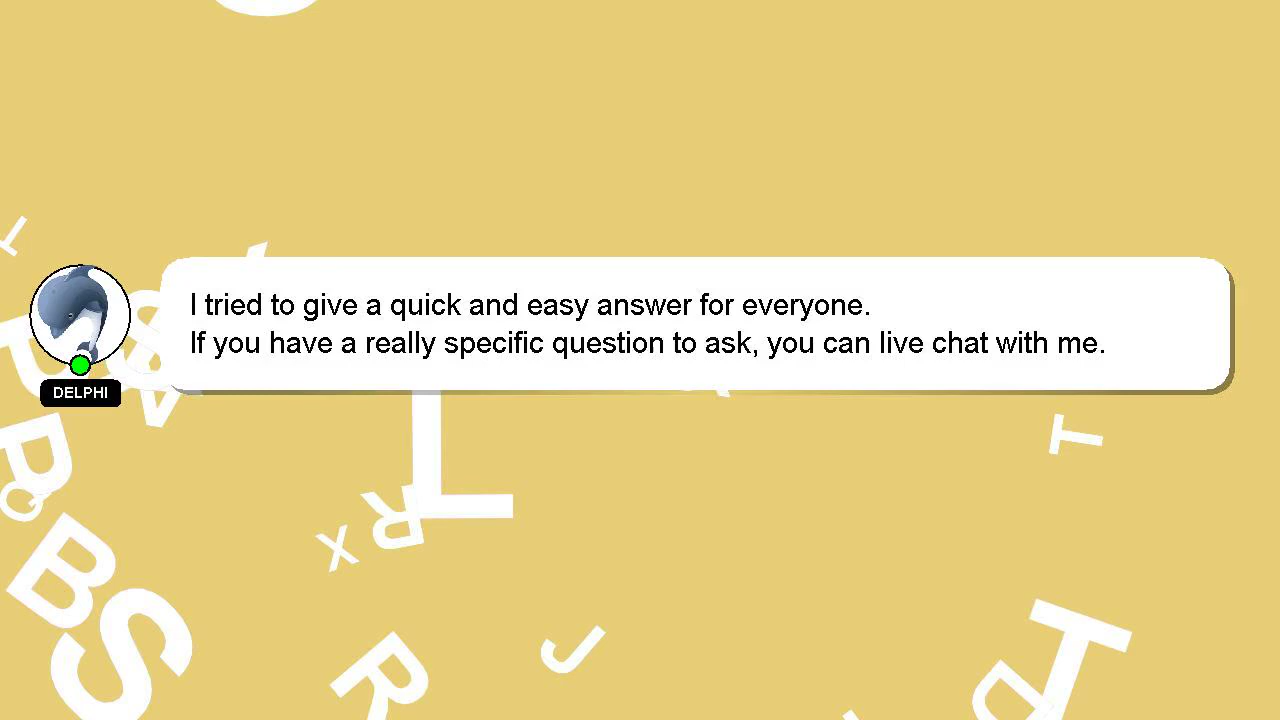 I tried to give a quick and easy answer for everyone.
If you have a really specific question to ask, you can live chat with me.
DELPHI
T
S
P
Q
B
S
L
R
X
R
J
T
T
D